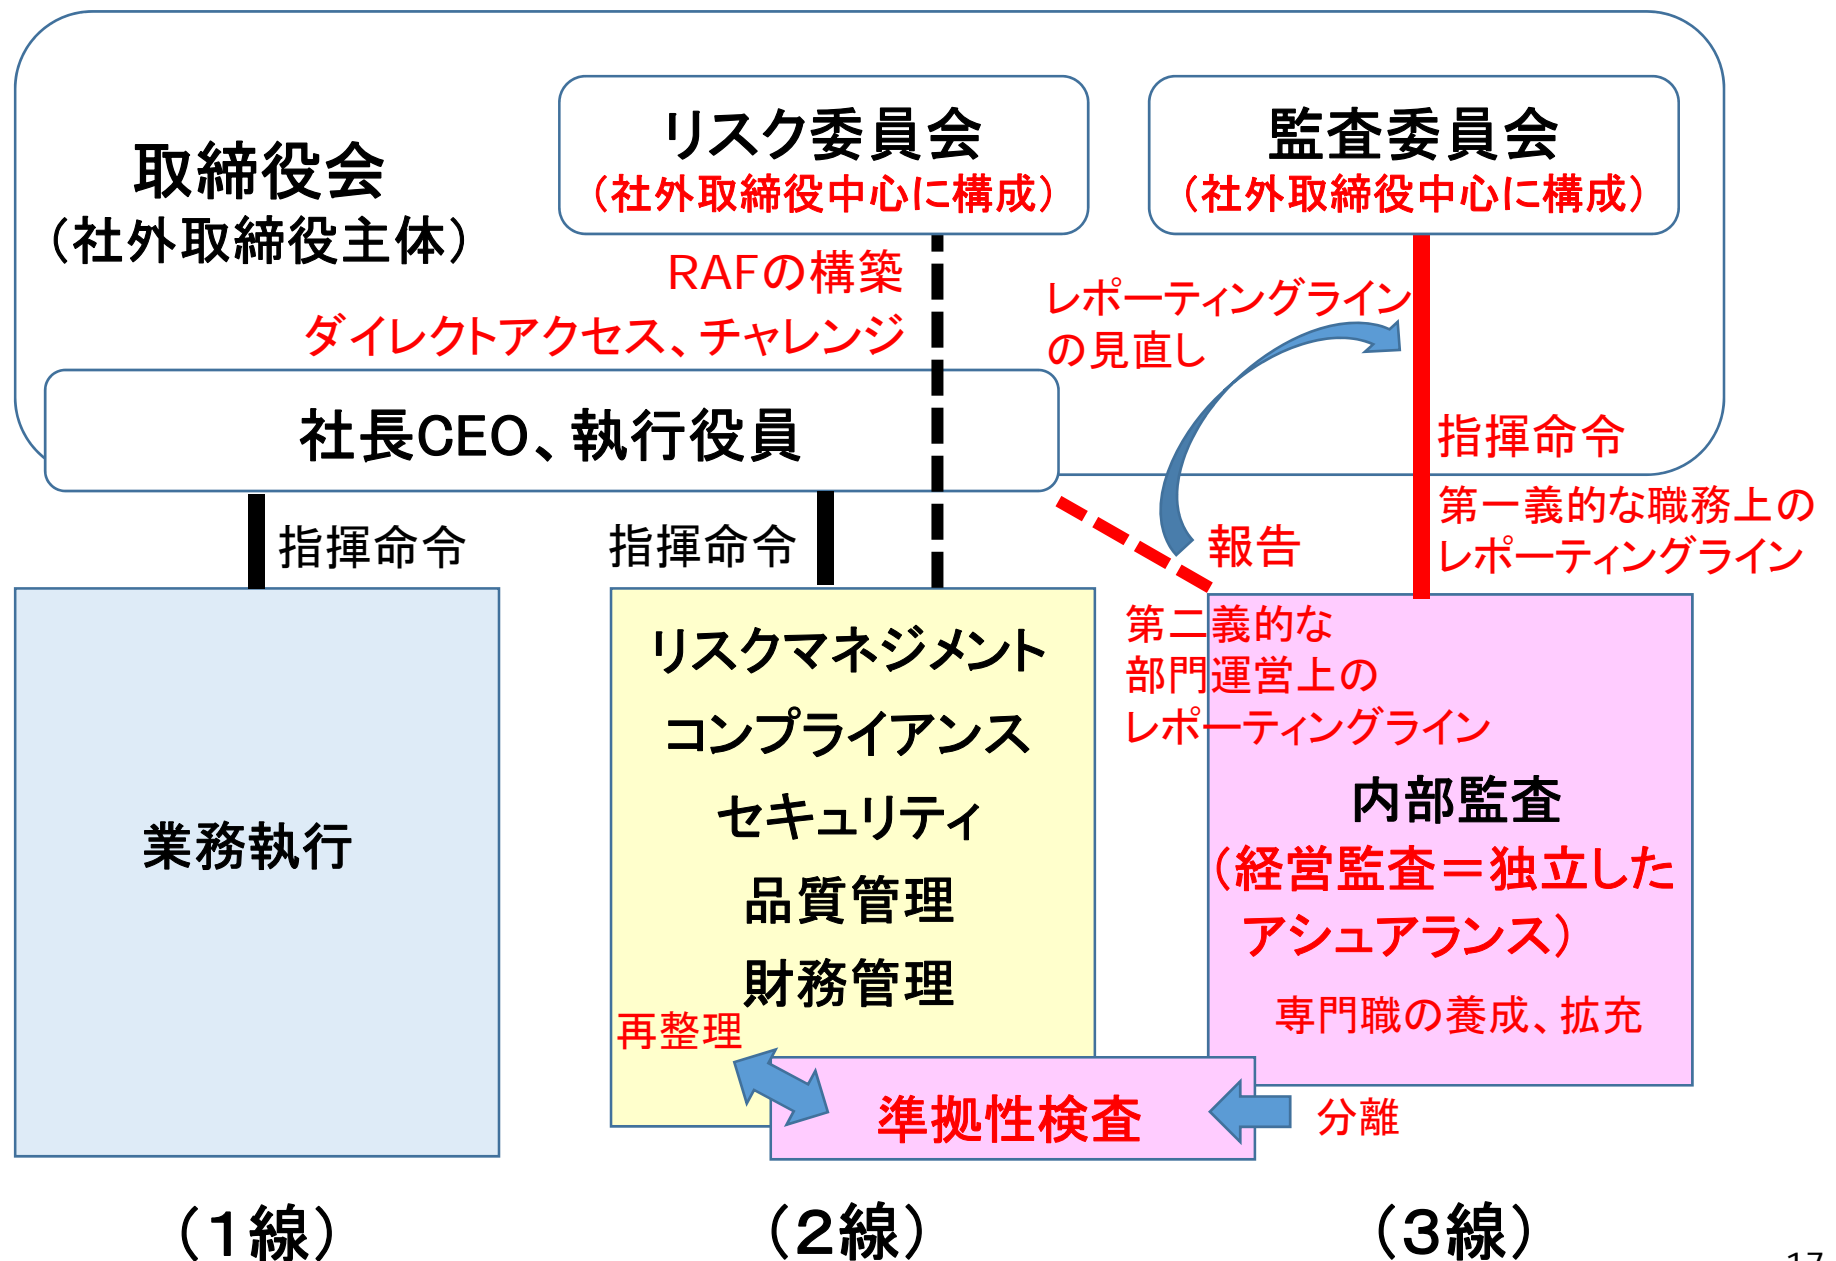 取締役会
（社外取締役主体）
リスク委員会
（社外取締役中心に構成）
監査委員会
（社外取締役中心に構成）
RAFの構築
ダイレクトアクセス、チャレンジ
レポーティングライン
の見直し
社長CEO、執行役員
指揮命令
第一義的な職務上の
レポーティングライン
指揮命令
指揮命令
報告
第二義的な
部門運営上の
レポーティングライン
業務執行
リスクマネジメント
コンプライアンス
セキュリティ
品質管理
財務管理
再整理
内部監査
（経営監査＝独立した
アシュアランス）
専門職の養成、拡充
準拠性検査
分離
（１線）
（２線）
（３線）
17